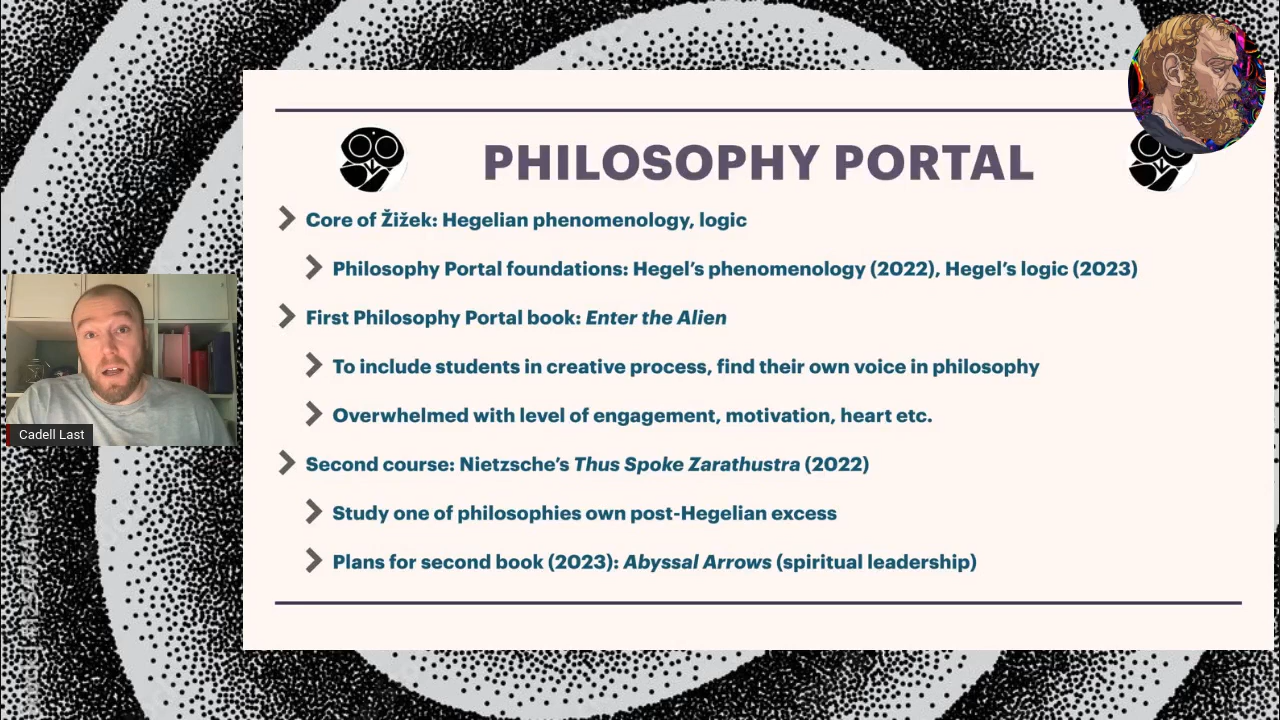 PHILOSOPHY PORTAL
Core of Žižek: Hegelian phenomenology, logic
Philosophy Portal foundations: Hegel's phenomenology (2022), Hegel's logic (2023)
First Philosophy Portal book: Enter the Alien
To include students in creative process, find their own voice in philosophy
Overwhelmed with level of engagement, motivation, heart etc.
Second course: Nietzsche's Thus Spoke Zarathustra (2022)
Study one of philosophies own post-Hegelian excess
Plans for second book (2023): Abyssal Arrows (spiritual leadership)
Cadell Last